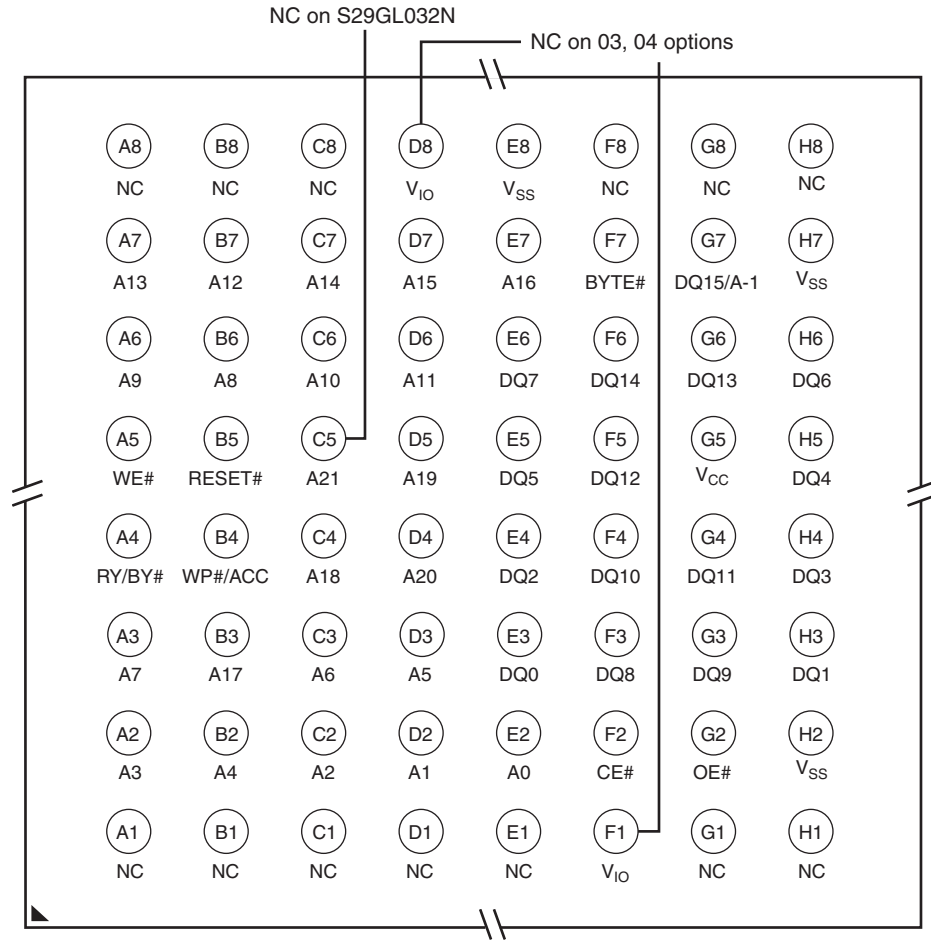 NC on S29GL032N
NC on 03, 04 options
A8 B8 C8 D8 E8 F8 G8 H8
NC NC NC VIO VSS NC NC NC
A7 B7 C7 D7 E7 F7 G7 H7
A13 A12 A14 A15 A16 BYTE# DQ15/A-1 VSS
A6 B6 C6 D6 E6 F6 G6 H6
A9 A8 A10 A11 DQ7 DQ14 DQ13 DQ6
A5 B5 C5 D5 E5 F5 G5 H5
WE# RESET# A21 A19 DQ5 DQ12 VCC DQ4
A4 B4 C4 D4 E4 F4 G4 H4
RY/BY# WP#/ACC A18 A20 DQ2 DQ10 DQ11 DQ3
A3 B3 C3 D3 E3 F3 G3 H3
A7 A17 A6 A5 DQ0 DQ8 DQ9 DQ1
A2 B2 C2 D2 E2 F2 G2 H2
A3 A4 A2 A1 A0 CE# OE# VSS
A1 B1 C1 D1 E1 F1 G1 H1
NC NC NC NC NC VIO NC NC